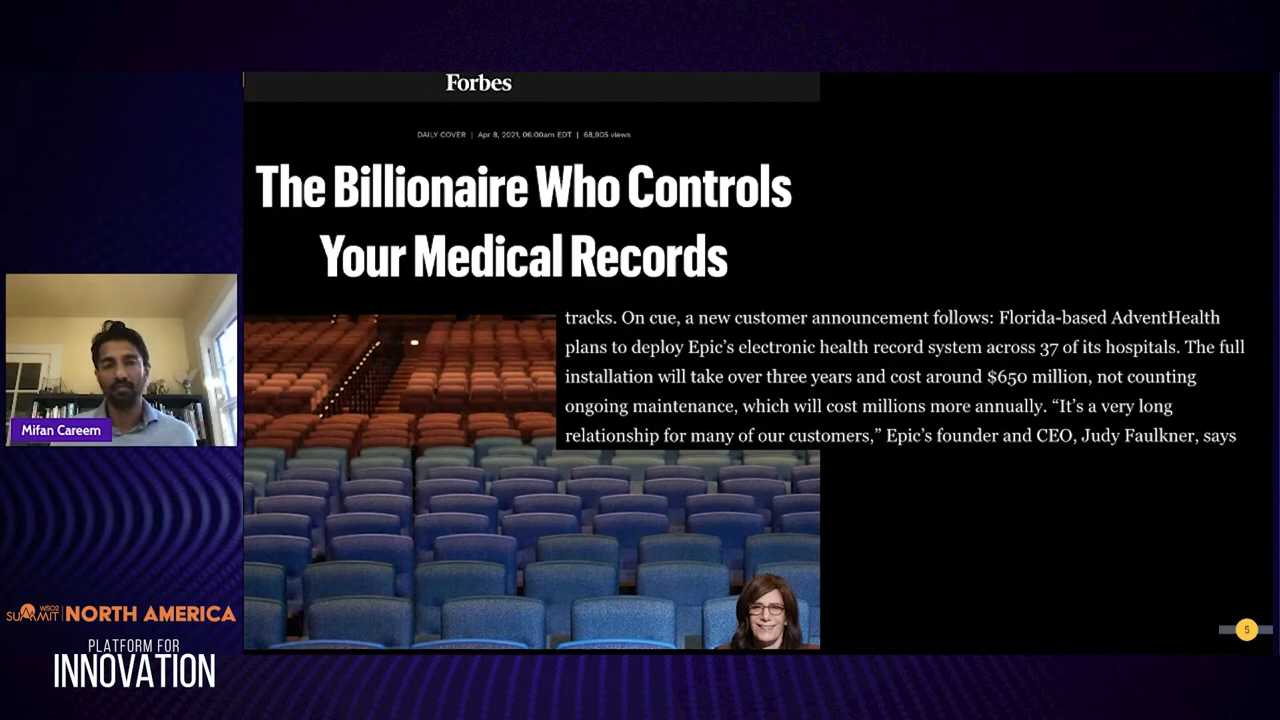 Forbes
DAILY COVER | Apr 8, 2021, 06:00am EDT | 68,905 views
The Billionaire Who Controls
Your Medical Records
tracks. On cue, a new customer announcement follows: Florida-based AdventHealth
plans to deploy Epic’s electronic health record system across 37 of its hospitals. The full
installation will take over three years and cost around $650 million, not counting
ongoing maintenance, which will cost millions more annually. “It’s a very long
relationship for many of our customers,” Epic’s founder and CEO, Judy Faulkner, says
Mifan Careem
WSO2
SUMMIT | NORTH AMERICA
PLATFORM FOR
INNOVATION
5